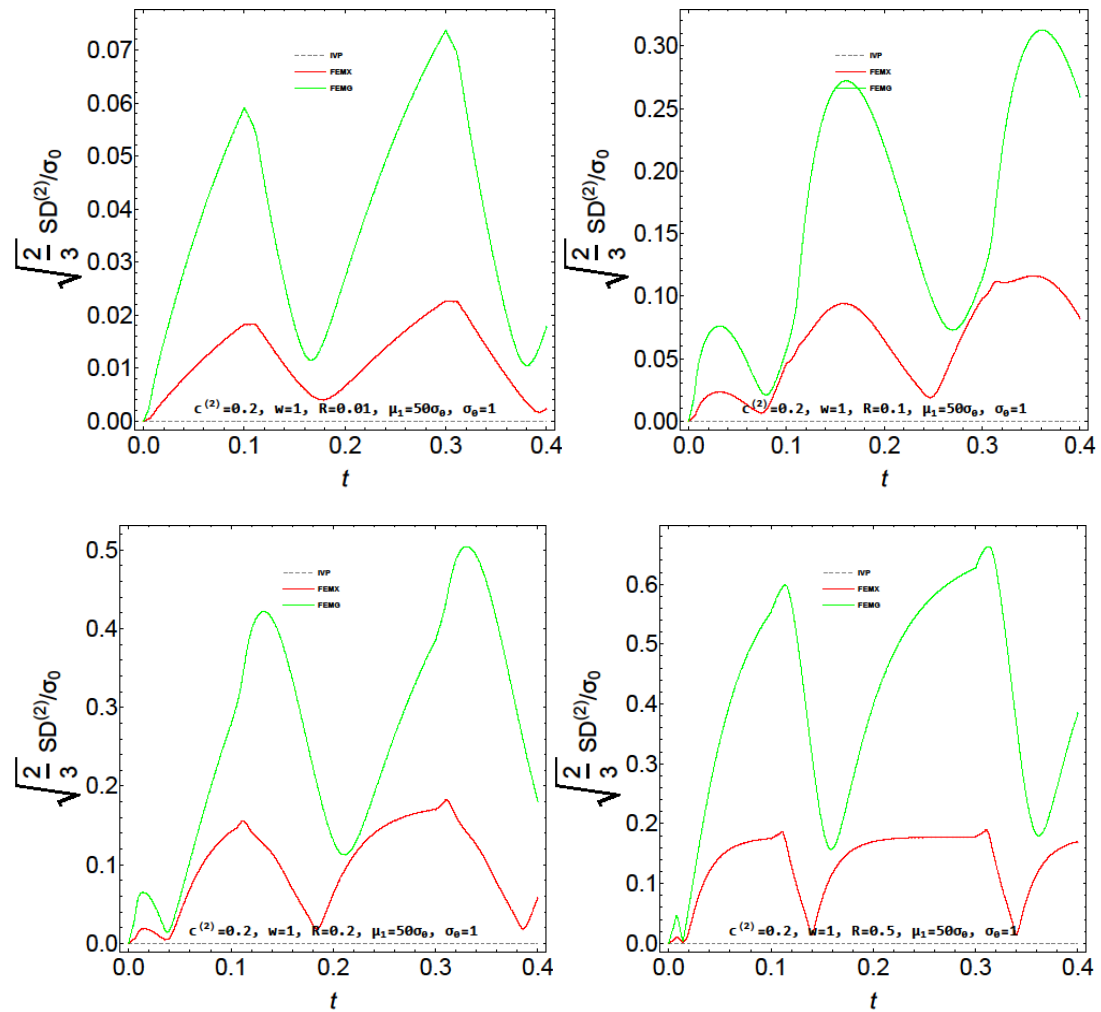 √2/3 SD⁽²⁾/σ₀
0.07
0.06
0.05
0.04
0.03
0.02
0.01
0.00
IVP
FEMX
FEMG
c⁽²⁾=0.2, w=1, R=0.01, μ₁=50σ₀, σ₀=1
0.0 0.1 0.2 0.3 0.4
t
√2/3 SD⁽²⁾/σ₀
0.30
0.25
0.20
0.15
0.10
0.05
0.00
IVP
FEMX
FEMG
c⁽²⁾=0.2, w=1, R=0.1, μ₁=50σ₀, σ₀=1
0.0 0.1 0.2 0.3 0.4
t
√2/3 SD⁽²⁾/σ₀
0.5
0.4
0.3
0.2
0.1
0.0
IVP
FEMX
FEMG
c⁽²⁾=0.2, w=1, R=0.2, μ₁=50σ₀, σ₀=1
0.0 0.1 0.2 0.3 0.4
t
√2/3 SD⁽²⁾/σ₀
0.6
0.5
0.4
0.3
0.2
0.1
0.0
IVP
FEMX
FEMG
c⁽²⁾=0.2, w=1, R=0.5, μ₁=50σ₀, σ₀=1
0.0 0.1 0.2 0.3 0.4
t